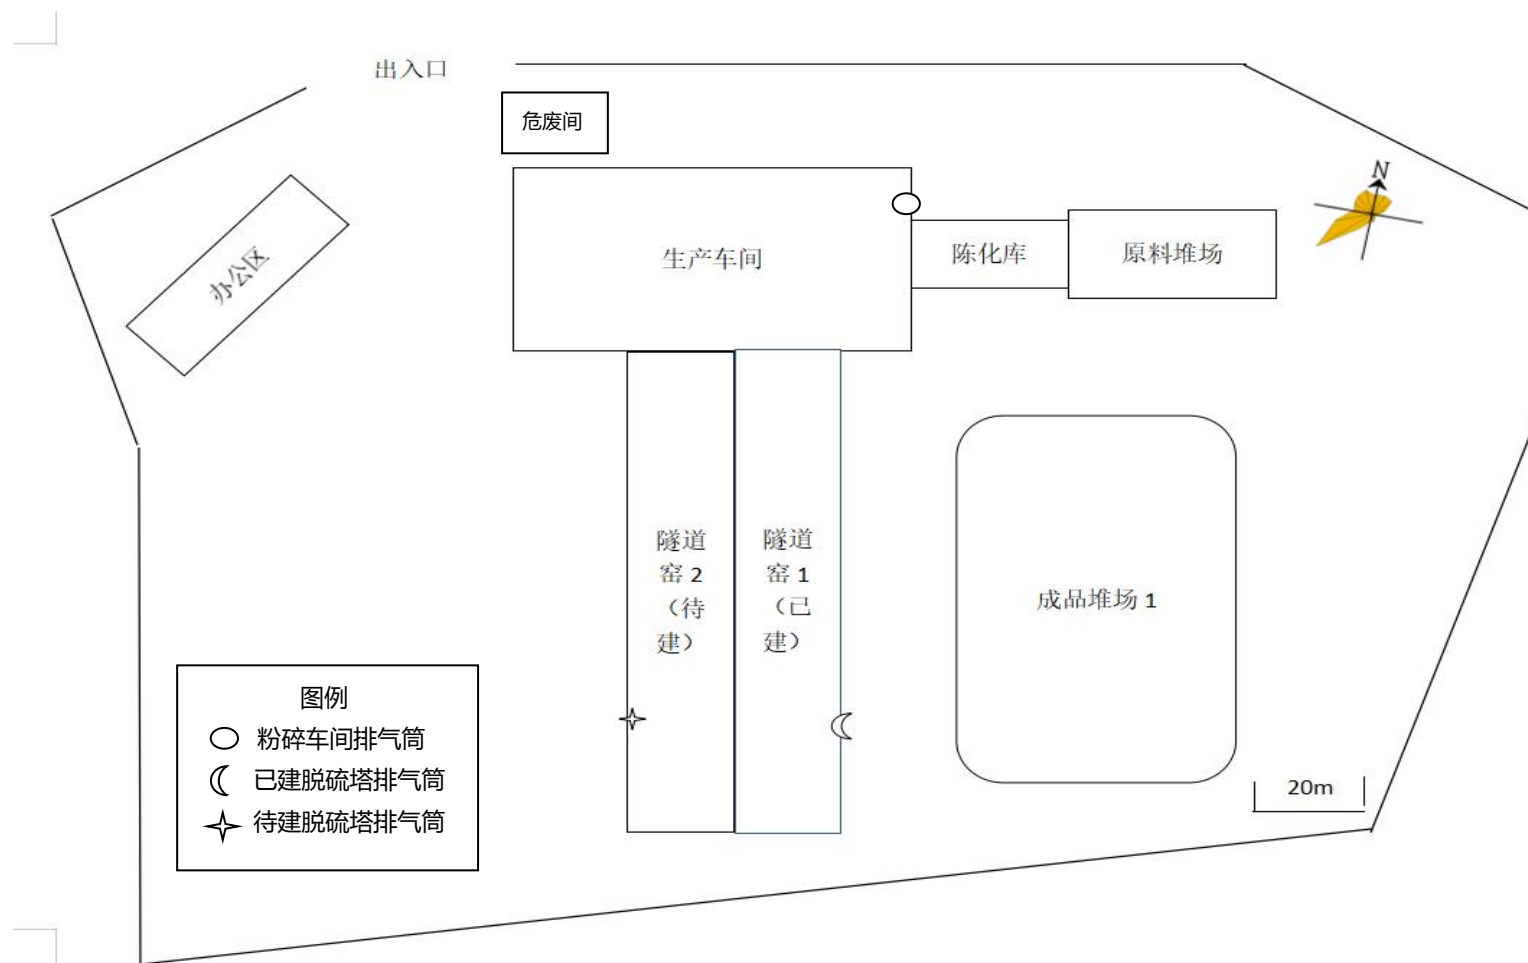 出入口
危废间
N
办公区
生产车间
陈化库
原料堆场
隧道
窑 2
（待
建）
隧道
窑 1
（已
建）
成品堆场 1
图例
粉碎车间排气筒
已建脱硫塔排气筒
待建脱硫塔排气筒
20m